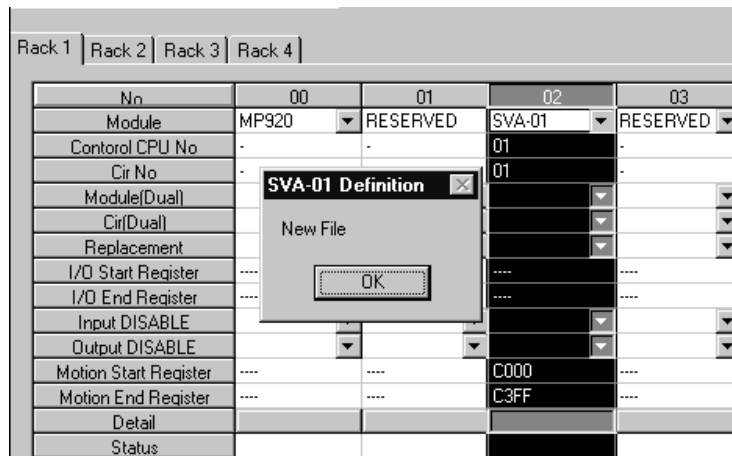 Rack 1 Rack 2 Rack 3 Rack 4
No 00 01 02 03
Module MP920 RESERVED SVA-01 RESERVED
Contorol CPU No - - 01 -
Cir No - 01 -
SVA-01 Definition
Module(Dual)
Cir(Dual)
New File
Replacement
I/O Start Register ---- ---- ----
OK
I/O End Register ---- ---- ----
Input DISABLE
Output DISABLE
Motion Start Register ---- ---- C000 ----
Motion End Register ---- ---- C3FF ----
Detail
Status